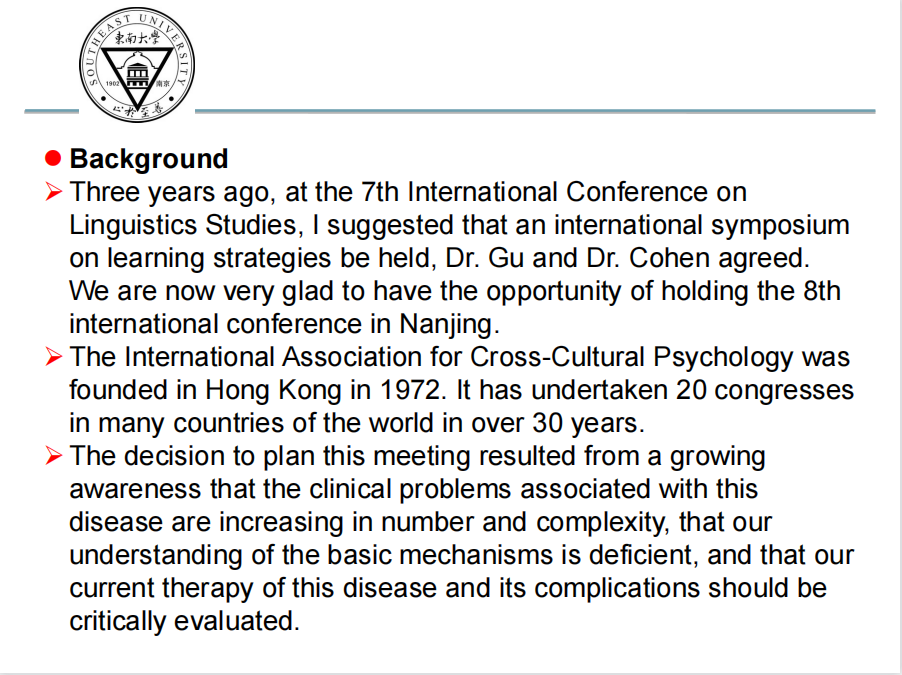 SOUTHEAST UNIVERSITY
東南大學
1902 南京
止於至善
Background
Three years ago, at the 7th International Conference on
Linguistics Studies, I suggested that an international symposium
on learning strategies be held, Dr. Gu and Dr. Cohen agreed.
We are now very glad to have the opportunity of holding the 8th
international conference in Nanjing.
The International Association for Cross-Cultural Psychology was
founded in Hong Kong in 1972. It has undertaken 20 congresses
in many countries of the world in over 30 years.
The decision to plan this meeting resulted from a growing
awareness that the clinical problems associated with this
disease are increasing in number and complexity, that our
understanding of the basic mechanisms is deficient, and that our
current therapy of this disease and its complications should be
critically evaluated.